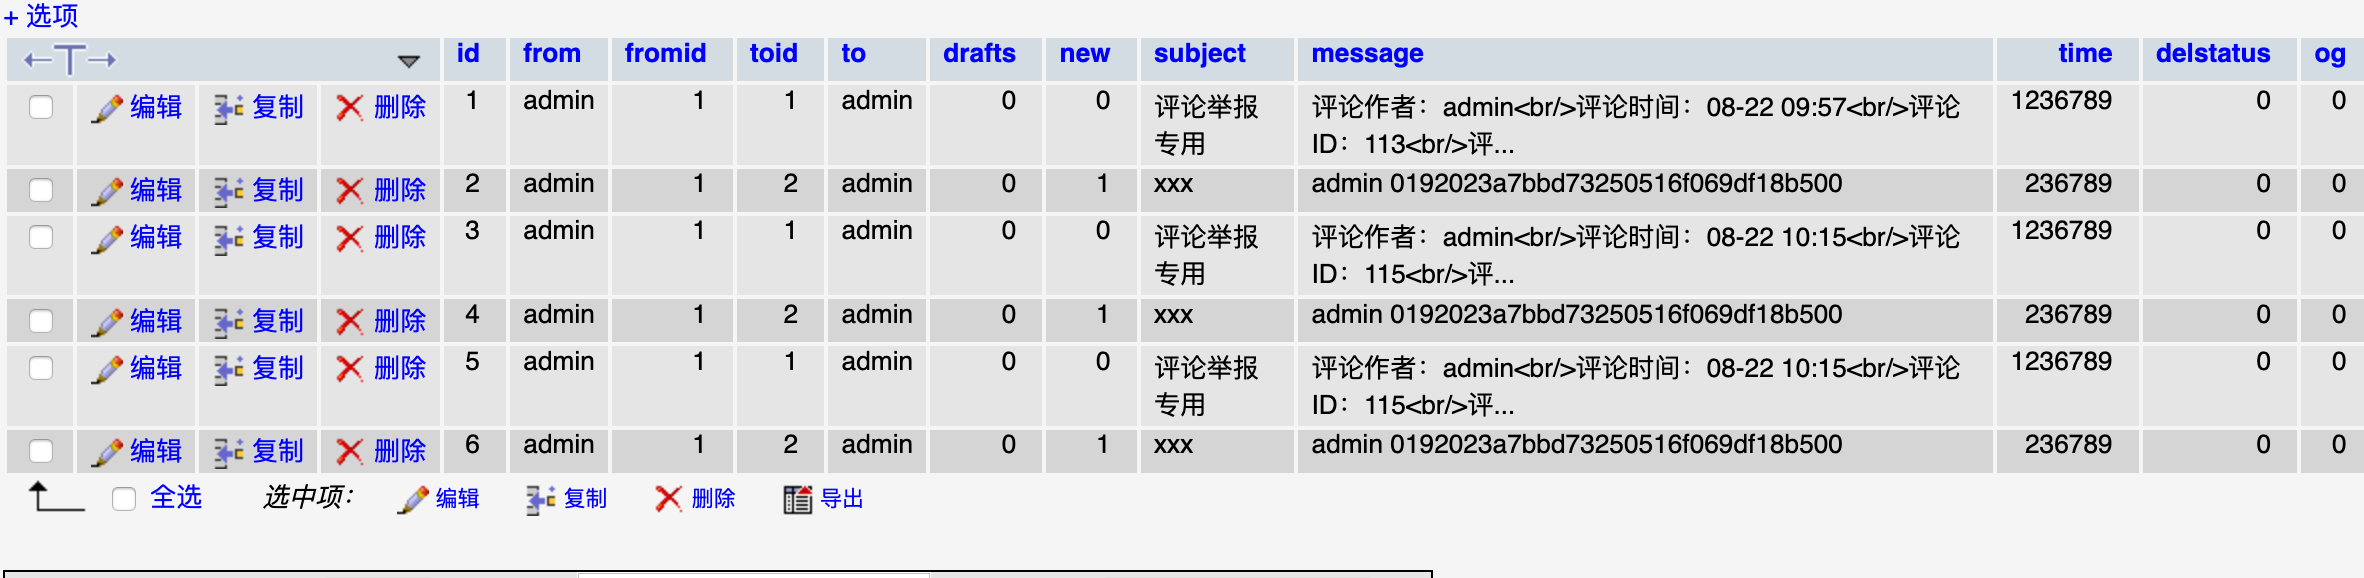 + 选项
←T→ id from fromid toid to drafts new subject message time delstatus og
编辑 复制 删除 1 admin 1 1 admin 0 0 评论举报 评论作者：admin<br/>评论时间：08-22 09:57<br/>评论 1236789 0 0
专用 ID：113<br/>评...
编辑 复制 删除 2 admin 1 2 admin 0 1 xxx admin 0192023a7bbd73250516f069df18b500 236789 0 0
编辑 复制 删除 3 admin 1 1 admin 0 0 评论举报 评论作者：admin<br/>评论时间：08-22 10:15<br/>评论 1236789 0 0
专用 ID：115<br/>评...
编辑 复制 删除 4 admin 1 2 admin 0 1 xxx admin 0192023a7bbd73250516f069df18b500 236789 0 0
编辑 复制 删除 5 admin 1 1 admin 0 0 评论举报 评论作者：admin<br/>评论时间：08-22 10:15<br/>评论 1236789 0 0
专用 ID：115<br/>评...
编辑 复制 删除 6 admin 1 2 admin 0 1 xxx admin 0192023a7bbd73250516f069df18b500 236789 0 0
全选 选中项： 编辑 复制 删除 导出